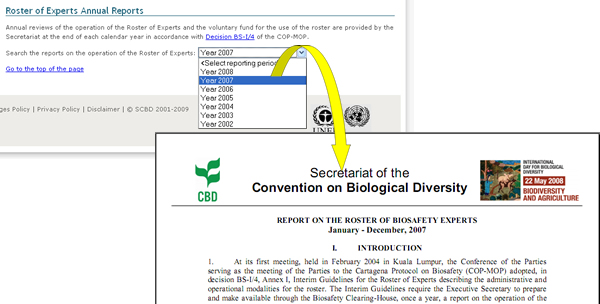 Roster of Experts Annual Reports
Annual reviews of the operation of the Roster of Experts and the voluntary fund for the use of the roster are provided by the
Secretariat at the end of each calendar year in accordance with Decision BS-I/4 of the COP-MOP.
Search the reports on the operation of the Roster of Experts: Year 2007
<Select reporting period
Year 2008
Year 2007
Year 2006
Year 2005
Year 2004
Year 2003
Year 2002
Go to the top of the page
ges Policy | Privacy Policy | Disclaimer | © SCBD 2001-2009
CBD
Secretariat of the
Convention on Biological Diversity
INTERNATIONAL
DAY FOR BIOLOGICAL
DIVERSITY
22 May 2008
BIODIVERSITY
AND AGRICULTURE
REPORT ON THE ROSTER OF BIOSAFETY EXPERTS
January - December, 2007
I. INTRODUCTION
1. At its first meeting, held in February 2004 in Kuala Lumpur, the Conference of the Parties
serving as the meeting of the Parties to the Cartagena Protocol on Biosafety (COP-MOP) adopted, in
decision BS-I/4, Annex I, Interim Guidelines for the Roster of Experts describing the administrative and
operational modalities for the roster. The Interim Guidelines require the Executive Secretary to prepare
and make available through the Biosafety Clearing-House, once a year, a report on the operation of the